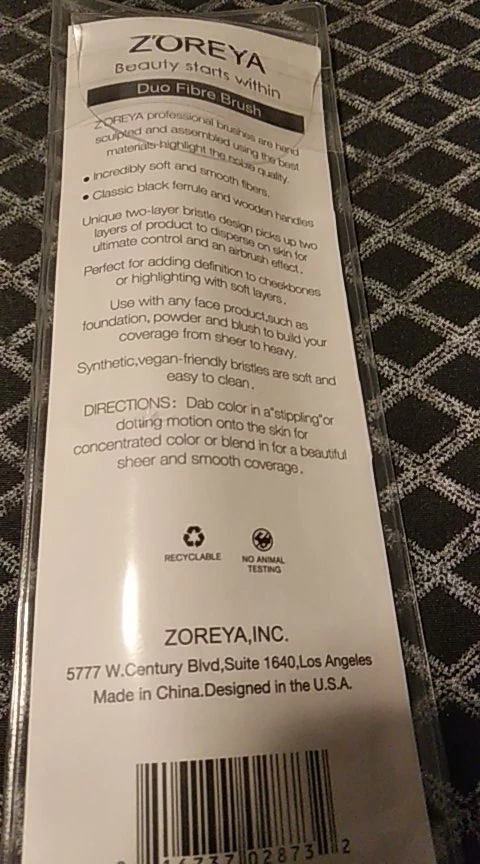 Z'OREYA
Beauty starts within
Duo Fibre Brush
ZOREYA professional brushes are hand
sculpted and assembled using the best
materials-highlight the noble quality.
• Incredibly soft and smooth fibers.
• Classic black ferrule and wooden handles
Unique two-layer bristle design picks up two
layers of product to disperse on skin for
ultimate control and an airbrush effect.
Perfect for adding definition to cheekbones
or highlighting with soft layers.
Use with any face product,such as
foundation, powder and blush to build your
coverage from sheer to heavy.
Synthetic,vegan-friendly bristles are soft and
easy to clean.
DIRECTIONS: Dab color in a"stippling"or
dotting motion onto the skin for
concentrated color or blend in for a beautiful
sheer and smooth coverage.
RECYCLABLE
NO ANIMAL
TESTING
ZOREYA,INC.
5777 W.Century Blvd,Suite 1640,Los Angeles
Made in China.Designed in the U.S.A.
02873 2